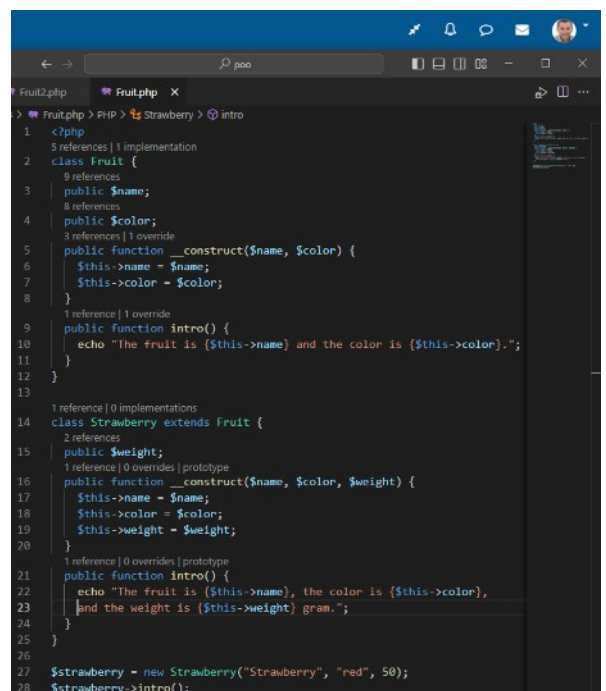 poo
Fruit2.php Fruit.php
Fruit.php > PHP > Strawberry > intro
1 <?php
5 references | 1 implementation
2 class Fruit {
9 references
3 public $name;
8 references
4 public $color;
3 references | 1 override
5 public function __construct($name, $color) {
6 $this->name = $name;
7 $this->color = $color;
8 }
1 reference | 1 override
9 public function intro() {
10 echo "The fruit is {$this->name} and the color is {$this->color}.";
11 }
12 }
13
1 reference | 0 implementations
14 class Strawberry extends Fruit {
2 references
15 public $weight;
1 reference | 0 overrides | prototype
16 public function __construct($name, $color, $weight) {
17 $this->name = $name;
18 $this->color = $color;
19 $this->weight = $weight;
20 }
1 reference | 0 overrides | prototype
21 public function intro() {
22 echo "The fruit is {$this->name}, the color is {$this->color},
23 and the weight is {$this->weight} gram.";
24 }
25 }
26
27 $strawberry = new Strawberry("Strawberry", "red", 50);
28 $strawberry->intro();